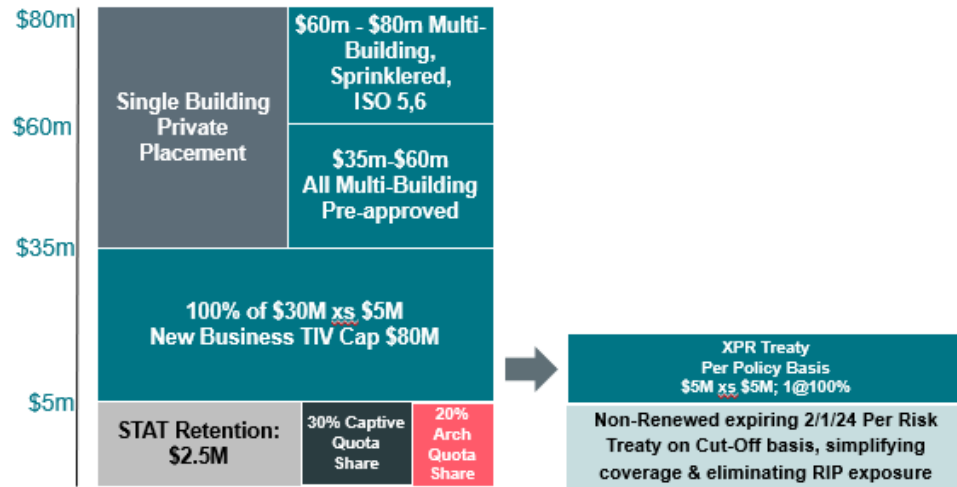 $80m
$60m
$35m
$5m
Single Building
Private
Placement
$60m - $80m Multi-
Building,
Sprinklered,
ISO 5,6
$35m-$60m
All Multi-Building
Pre-approved
100% of $30M xs $5M
New Business TIV Cap $80M
STAT Retention:
$2.5M
30% Captive
Quota
Share
20%
Arch
Quota
Share
XPR Treaty
Per Policy Basis
$5M xs $5M; 1@100%
Non-Renewed expiring 2/1/24 Per Risk
Treaty on Cut-Off basis, simplifying
coverage & eliminating RIP exposure